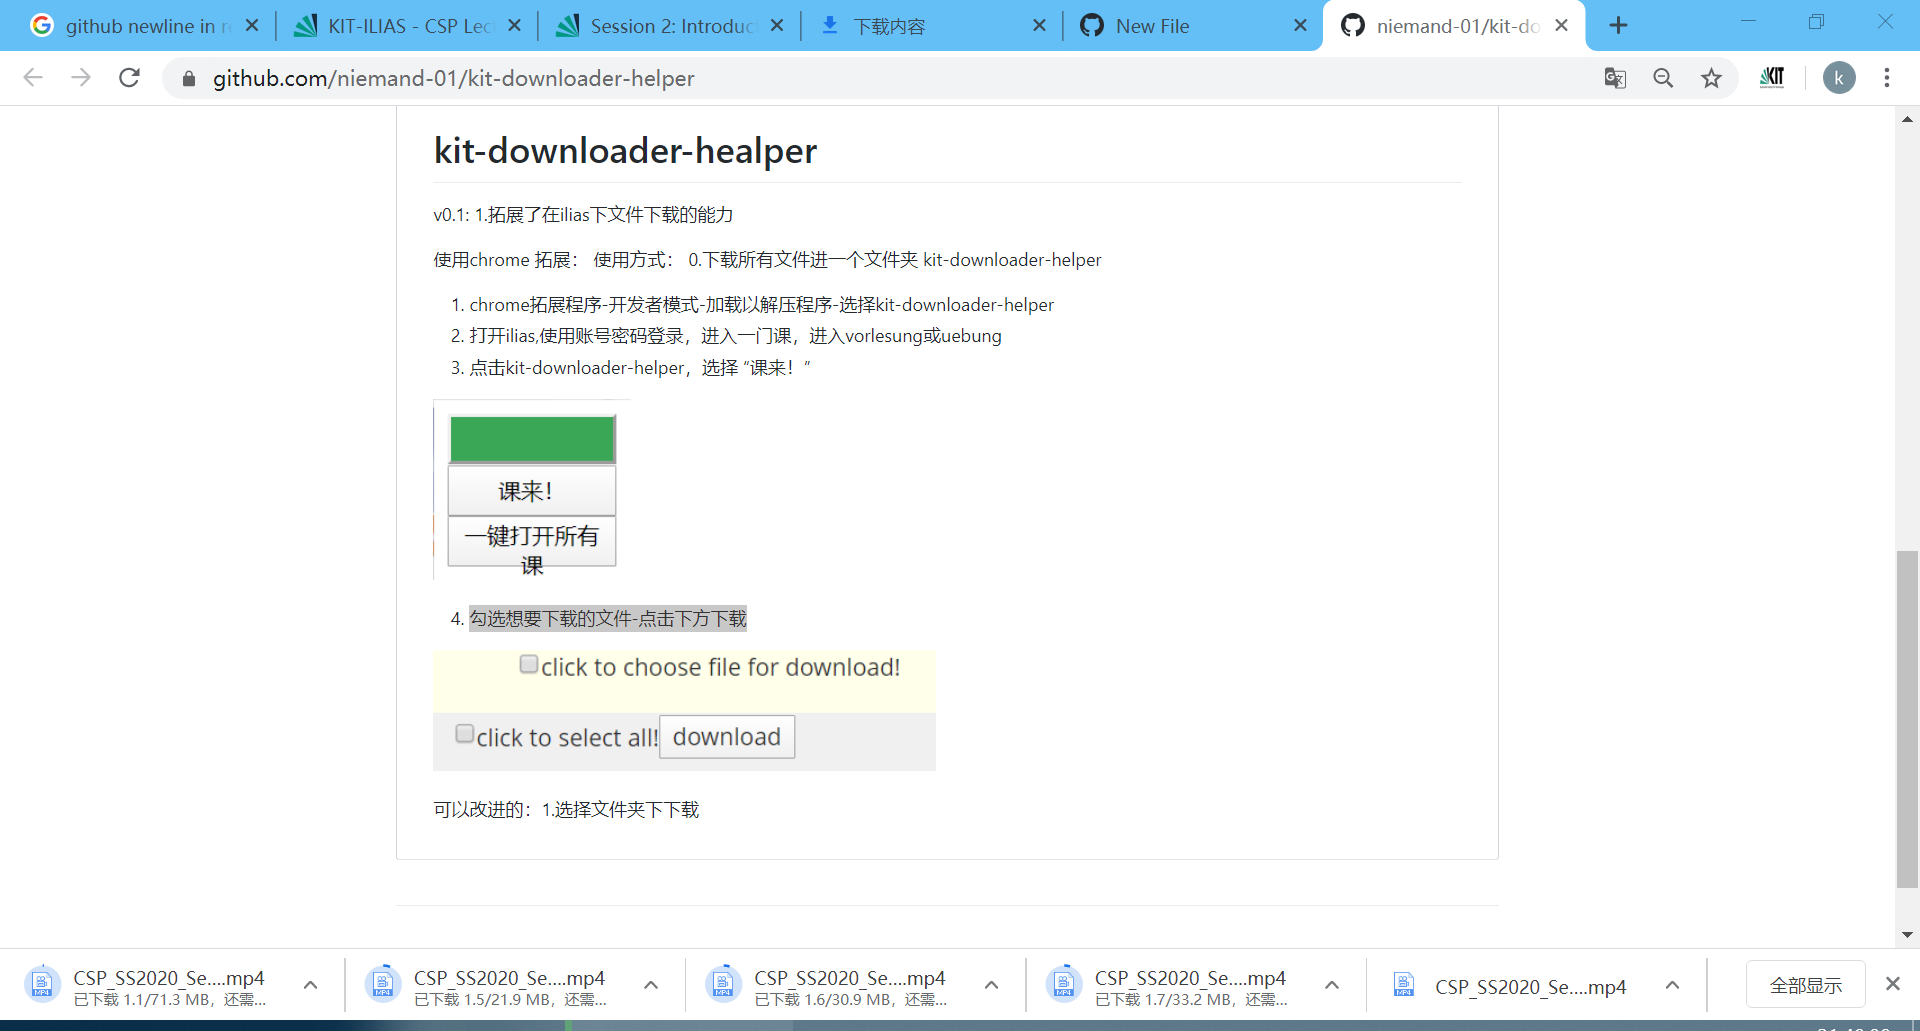 github newline in r
KIT-ILIAS - CSP Lec
Session 2: Introduc
下载内容
New File
niemand-01/kit-do
github.com/niemand-01/kit-downloader-helper
KIT
k
kit-downloader-healper
v0.1: 1.拓展了在ilias下文件下载的能力
使用chrome 拓展： 使用方式： 0.下载所有文件进一个文件夹 kit-downloader-helper
1. chrome拓展程序-开发者模式-加载以解压程序-选择kit-downloader-helper
2. 打开ilias,使用账号密码登录，进入一门课，进入vorlesung或uebung
3. 点击kit-downloader-helper，选择 “课来！”
课来！
一键打开所有
课
4. 勾选想要下载的文件-点击下方下载
click to choose file for download!
click to select all!
download
可以改进的：1.选择文件夹下下载
CSP_SS2020_Se....mp4
已下载 1.1/71.3 MB，还需...
CSP_SS2020_Se....mp4
已下载 1.5/21.9 MB，还需...
CSP_SS2020_Se....mp4
已下载 1.6/30.9 MB，还需...
CSP_SS2020_Se....mp4
已下载 1.7/33.2 MB，还需...
CSP_SS2020_Se....mp4
全部显示